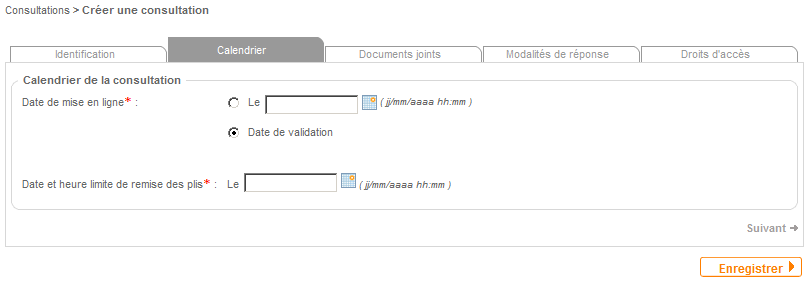 Consultations > Créer une consultation
Identification Calendrier Documents joints Modalités de réponse Droits d'accès
Calendrier de la consultation
Date de mise en ligne* : Le ( jj/mm/aaaa hh:mm )
Date de validation
Date et heure limite de remise des plis* : Le ( jj/mm/aaaa hh:mm )
Suivant ➔
Enregistrer